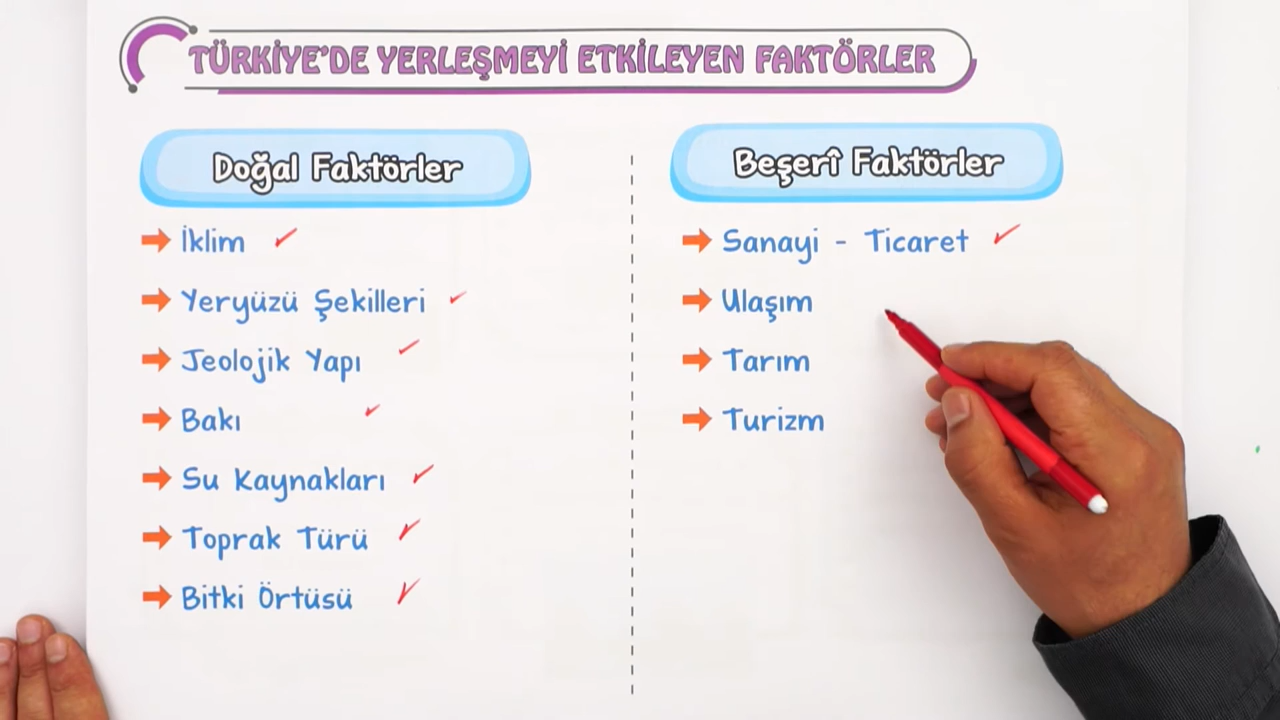 TÜRKİYE'DE YERLEŞMEYİ ETKİLEYEN FAKTÖRLER
Doğal Faktörler
İklim
Yeryüzü Şekilleri
Jeolojik Yapı
Bakı
Su Kaynakları
Toprak Türü
Bitki Örtüsü
Beşerî Faktörler
Sanayi - Ticaret
Ulaşım
Tarım
Turizm